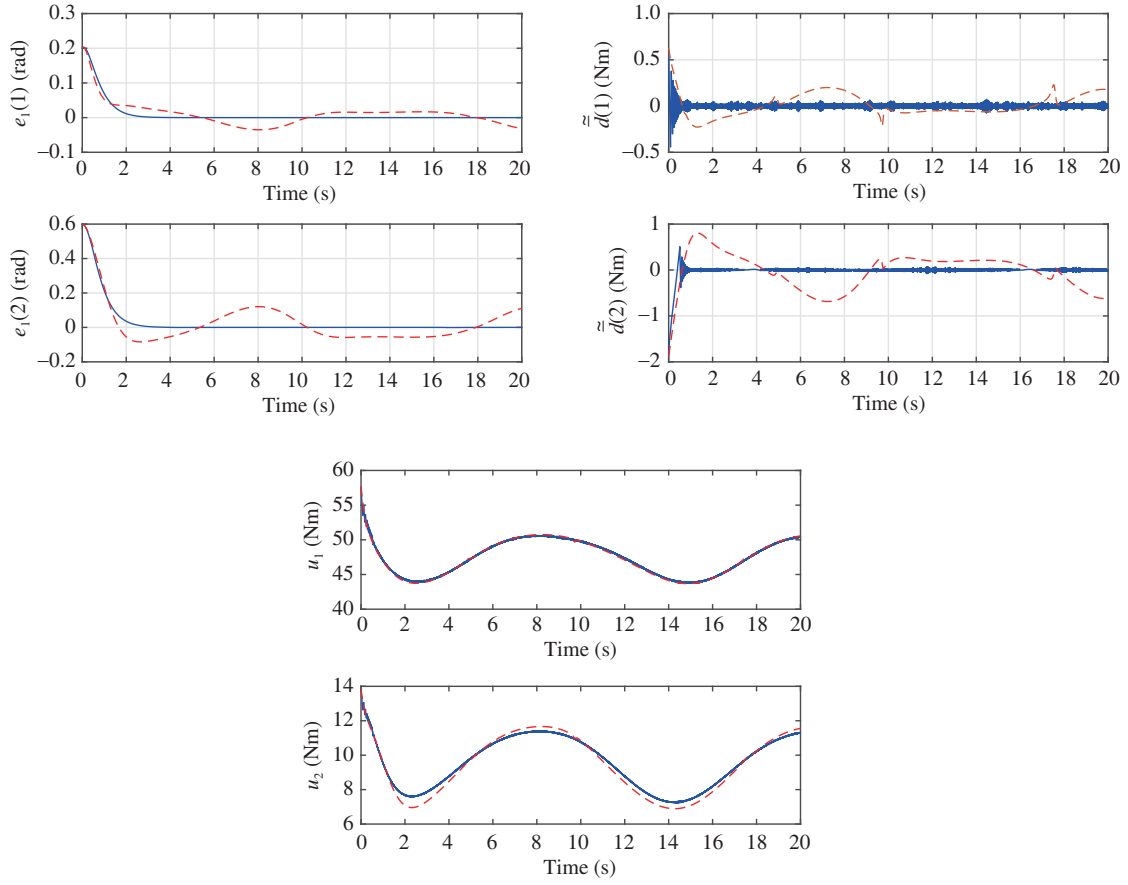 0.3
0.2
0.1
0
–0.1
e₁(1) (rad)
0 2 4 6 8 10 12 14 16 18 20
Time (s)
1.0
0.5
0
–0.5
d̃̃(1) (Nm)
0 2 4 6 8 10 12 14 16 18 20
Time (s)
0.6
0.4
0.2
0
–0.2
e₁(2) (rad)
0 2 4 6 8 10 12 14 16 18 20
Time (s)
1
0
–1
–2
d̃̃(2) (Nm)
0 2 4 6 8 10 12 14 16 18 20
Time (s)
60
55
50
45
40
u₁ (Nm)
0 2 4 6 8 10 12 14 16 18 20
Time (s)
14
12
10
8
6
u₂ (Nm)
0 2 4 6 8 10 12 14 16 18 20
Time (s)